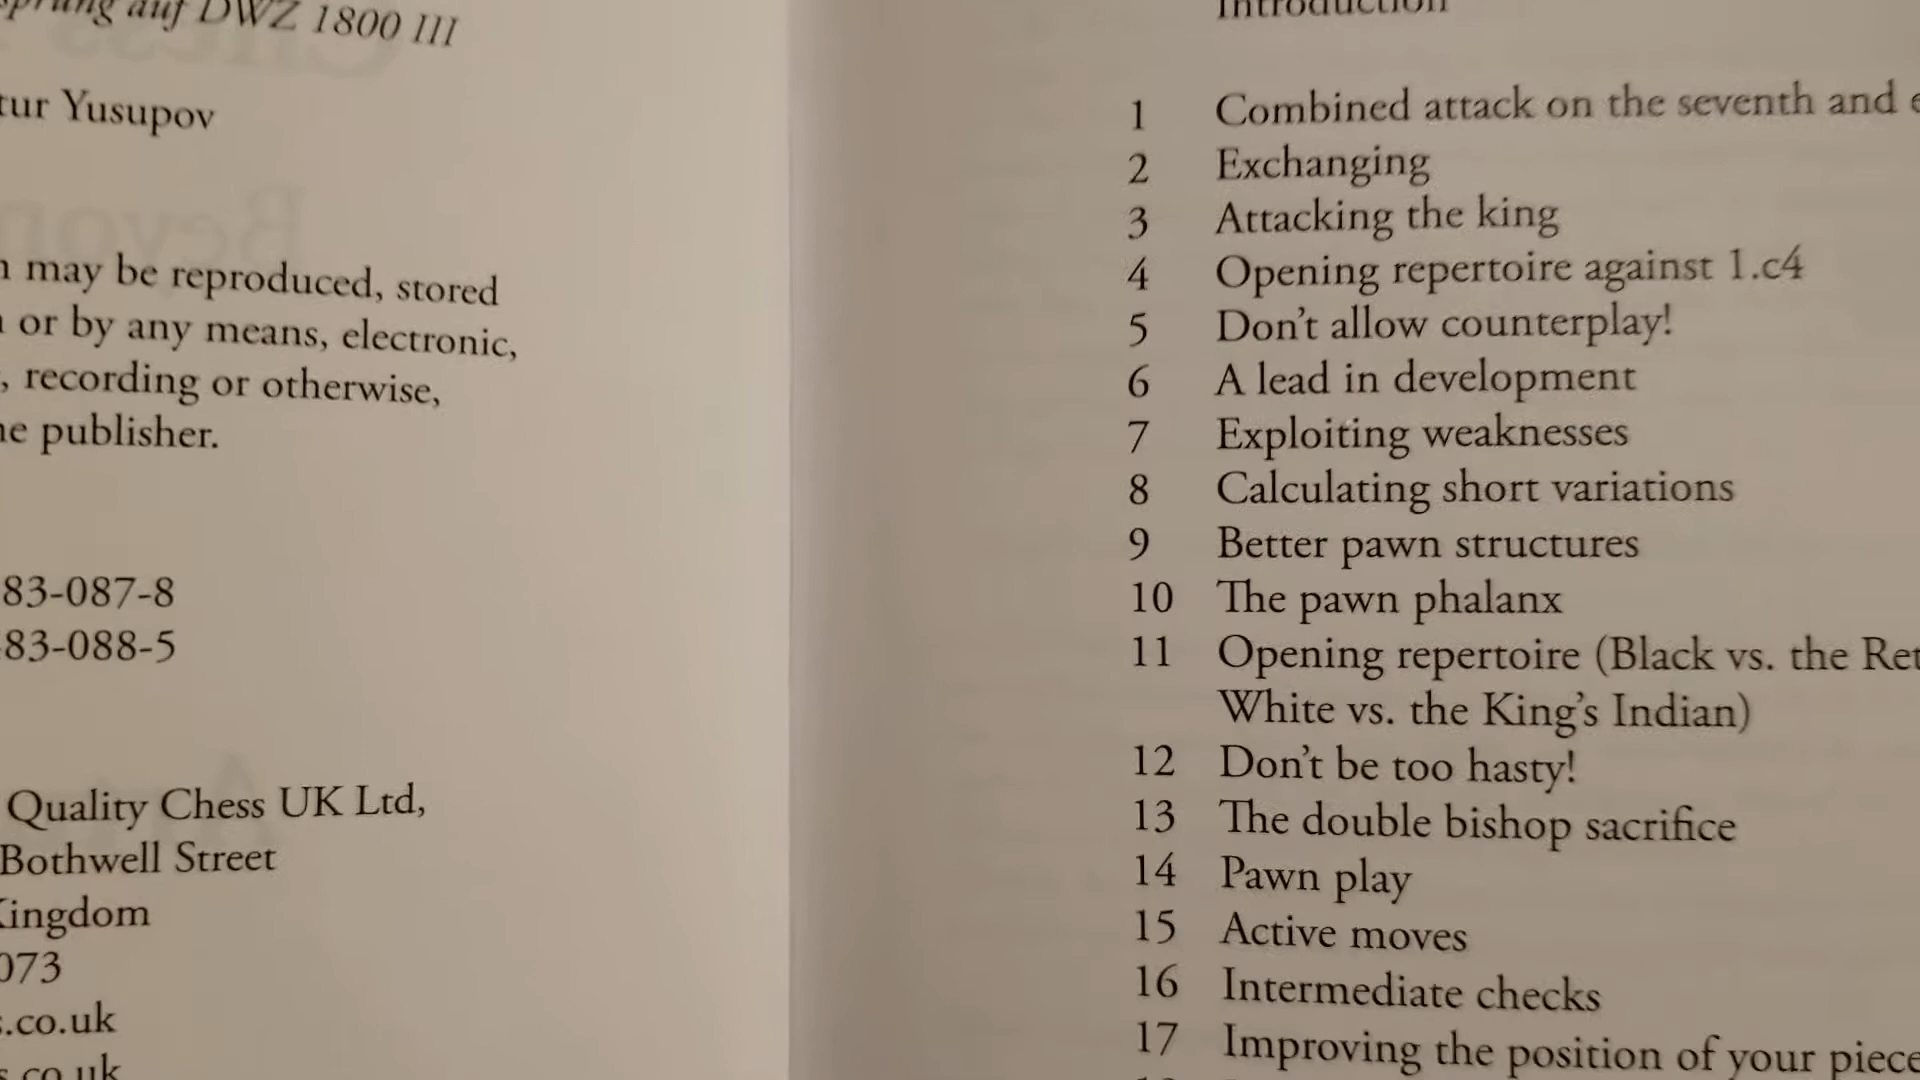 auf DWZ 1800 III
Yusupov
may be reproduced, stored
or by any means, electronic,
, recording or otherwise,
publisher.
83-087-8
83-088-5
Quality Chess UK Ltd,
Bothwell Street
Kingdom
073
.co.uk
.co.uk
Introduction
1 Combined attack on the seventh and
2 Exchanging
3 Attacking the king
4 Opening repertoire against 1.c4
5 Don't allow counterplay!
6 A lead in development
7 Exploiting weaknesses
8 Calculating short variations
9 Better pawn structures
10 The pawn phalanx
11 Opening repertoire (Black vs. the Ret
White vs. the King's Indian)
12 Don't be too hasty!
13 The double bishop sacrifice
14 Pawn play
15 Active moves
16 Intermediate checks
17 Improving the position of your piece